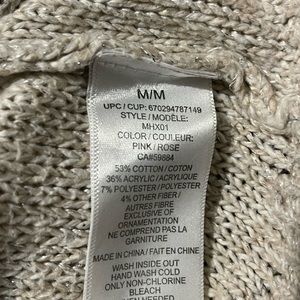 M/M
UPC / CUP: 670294787149
STYLE / MODÈLE:
MHX01
COLOR / COULEUR:
PINK / ROSE
CA#59884
53% COTTON / COTON
36% ACRYLIC / ACRYLIQUE
7% POLYESTER / POLYESTER
4% OTHER FIBER /
AUTRES FIBRE
EXCLUSIVE OF
ORNAMENTATION
NE COMPREND PAS LA
GARNITURE
MADE IN CHINA / FAIT EN CHINE
WASH INSIDE OUT
HAND WASH COLD
ONLY NON-CHLORINE
BLEACH
WHEN NEEDED